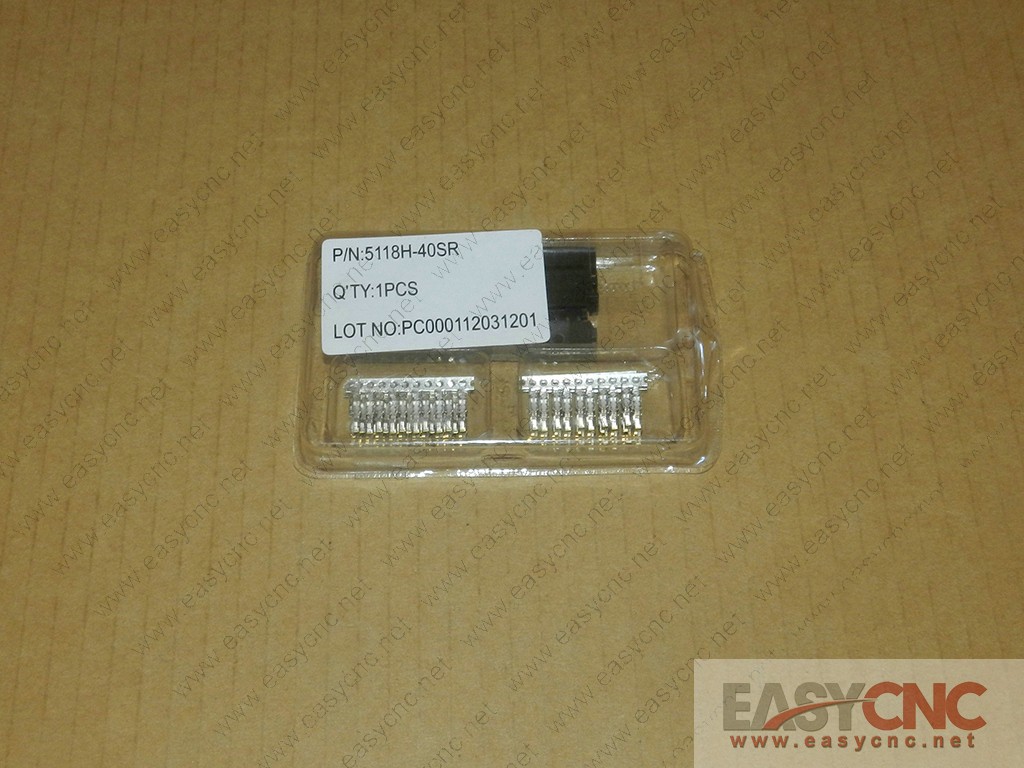 P/N:5118H-40SR
Q'TY:1PCS
LOT NO:PC000112031201
EASYCNC
www.easycnc.net